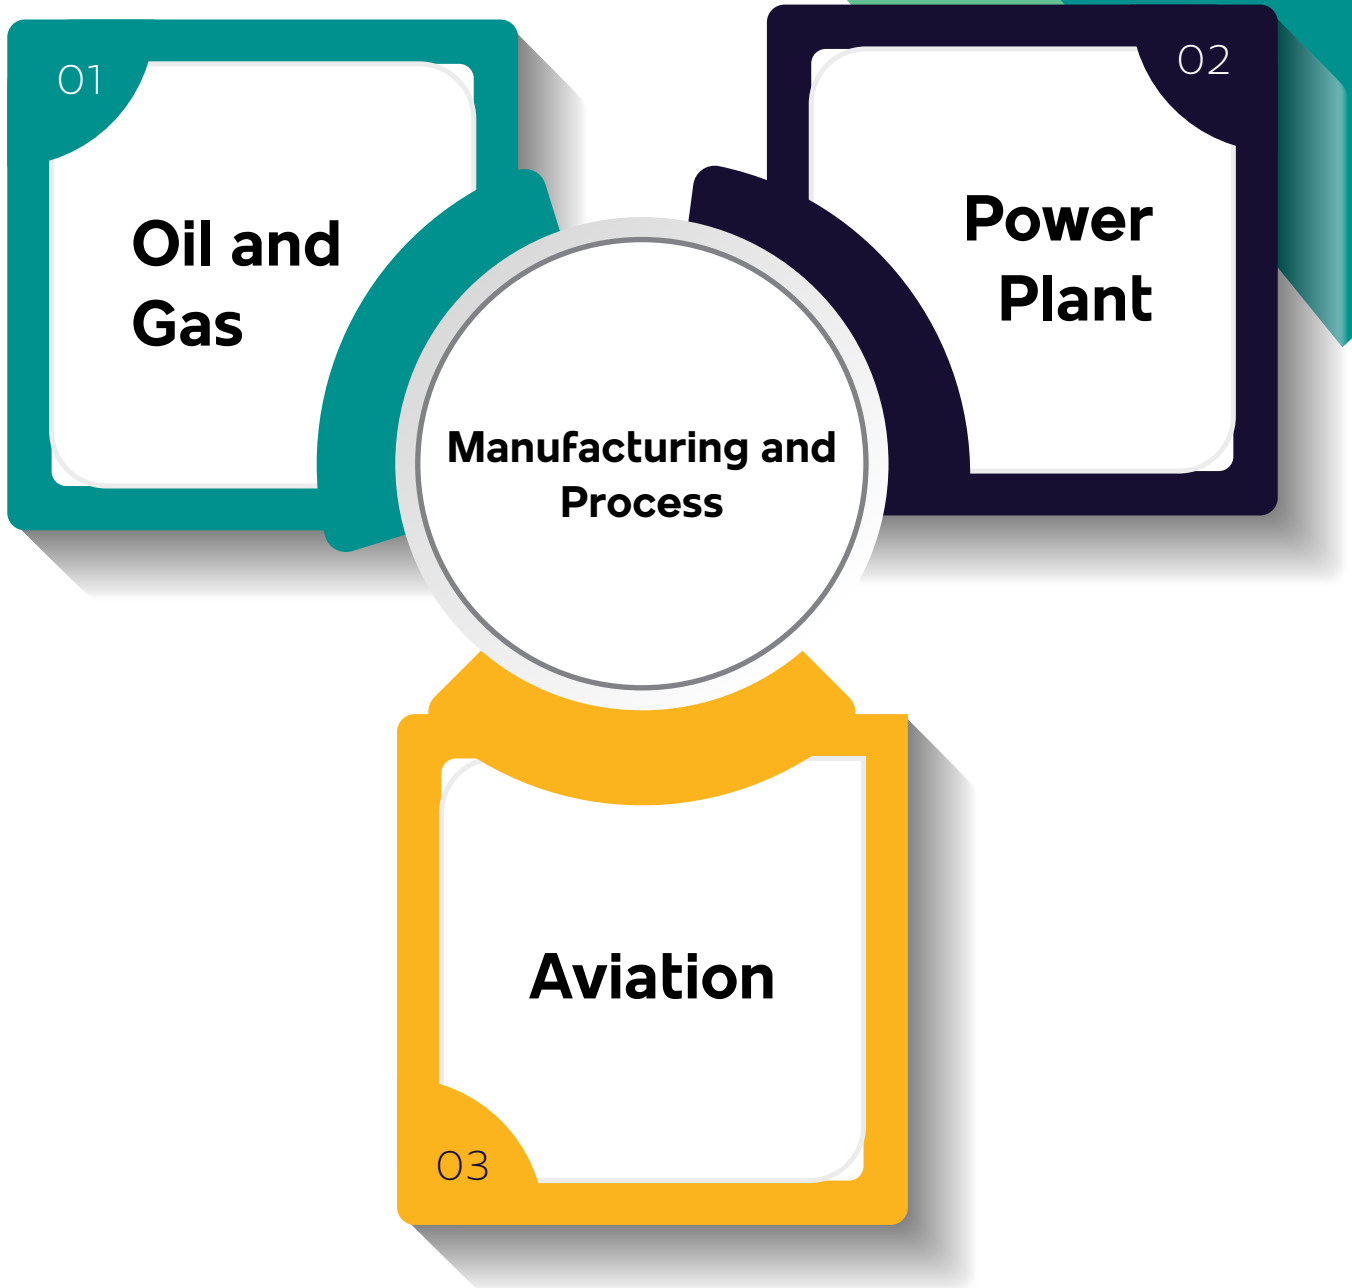 01
Oil and
Gas
02
Power
Plant
Manufacturing and
Process
Aviation
03